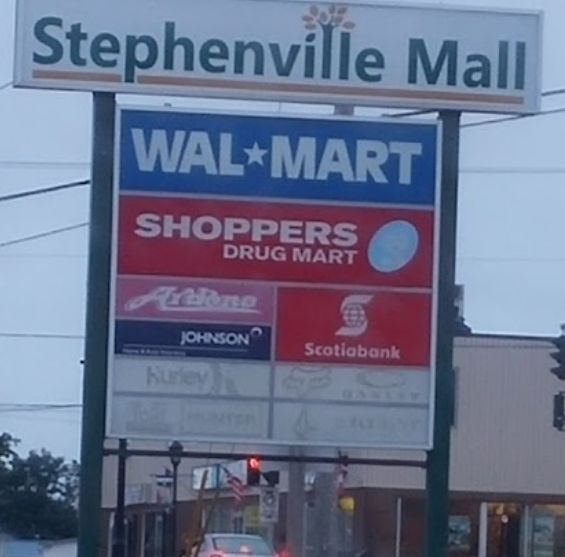 Stephenville Mall
WAL★MART
SHOPPERS
DRUG MART
Ardene
JOHNSON
Scotiabank
Hurley
OAKLEY
HUNTER